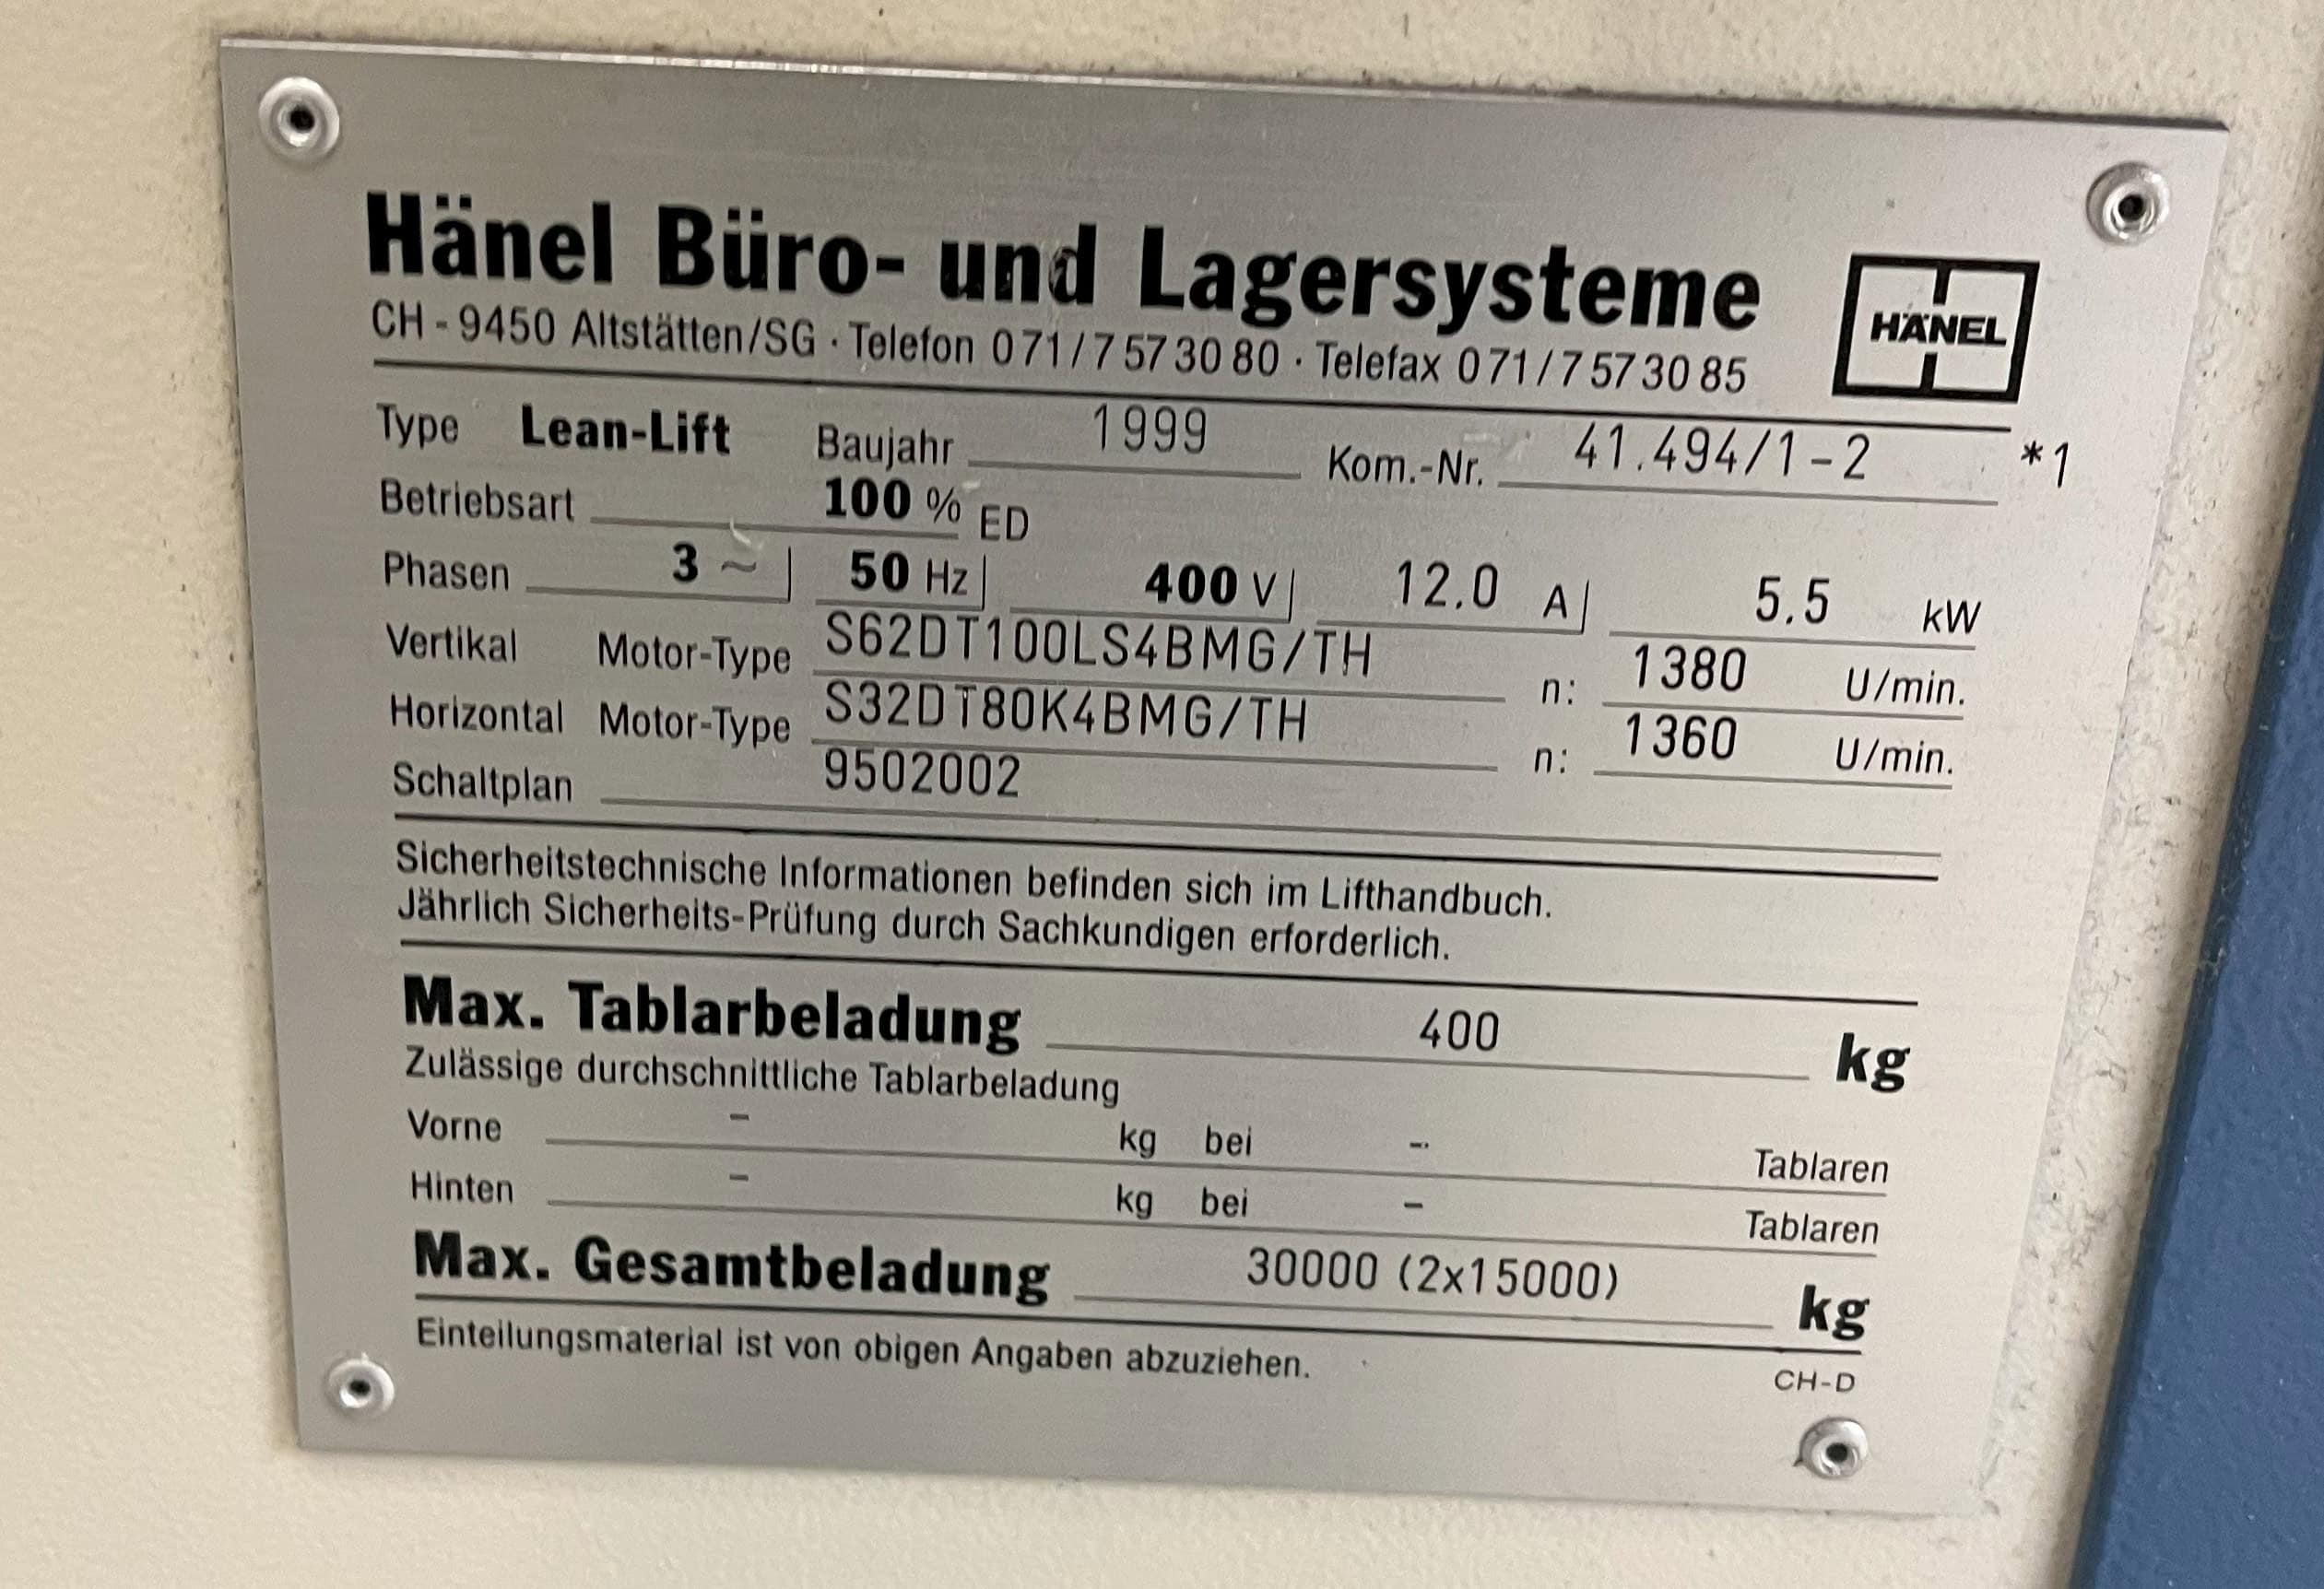 Hänel Büro- und Lagersysteme
CH - 9450 Altstätten/SG · Telefon 071/7573080 · Telefax 071/7573085
HÄNEL
Type Lean-Lift Baujahr 1999 Kom.-Nr. 41.494/1-2 *1
Betriebsart 100 % ED
Phasen 3 ~ 50 Hz 400 V 12.0 A 5.5 kW
Vertikal Motor-Type S62DT100LS4BMG/TH n: 1380 U/min.
Horizontal Motor-Type S32DT80K4BMG/TH n: 1360 U/min.
Schaltplan 9502002
Sicherheitstechnische Informationen befinden sich im Lifthandbuch.
Jährlich Sicherheits-Prüfung durch Sachkundigen erforderlich.
Max. Tablarbeladung 400 kg
Zulässige durchschnittliche Tablarbeladung
Vorne - kg bei - Tablaren
Hinten - kg bei - Tablaren
Max. Gesamtbeladung 30000 (2x15000) kg
Einteilungsmaterial ist von obigen Angaben abzuziehen.
CH-D